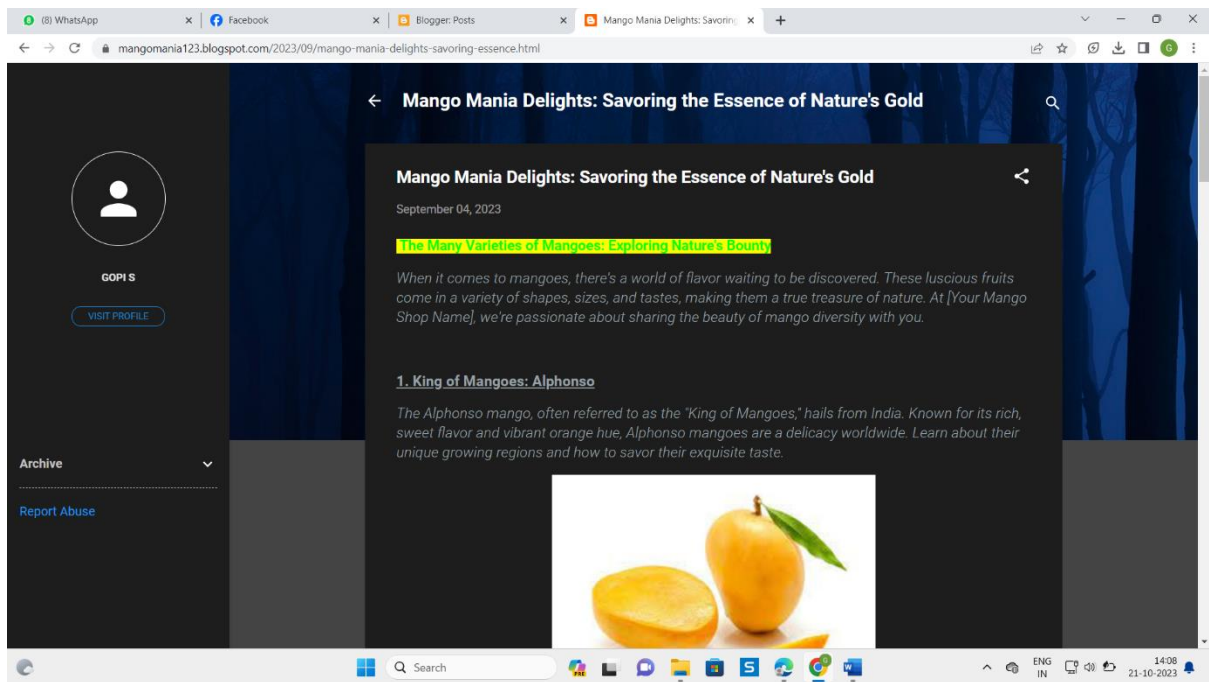 (8) WhatsApp
Facebook
Blogger: Posts
Mango Mania Delights: Savoring
mangomania123.blogspot.com/2023/09/mango-mania-delights-savoring-essence.html
G
Mango Mania Delights: Savoring the Essence of Nature's Gold
GOPI S
VISIT PROFILE
Archive
Report Abuse
Mango Mania Delights: Savoring the Essence of Nature's Gold
September 04, 2023
The Many Varieties of Mangoes: Exploring Nature's Bounty
When it comes to mangoes, there's a world of flavor waiting to be discovered. These luscious fruits
come in a variety of shapes, sizes, and tastes, making them a true treasure of nature. At [Your Mango
Shop Name], we're passionate about sharing the beauty of mango diversity with you.
1. King of Mangoes: Alphonso
The Alphonso mango, often referred to as the "King of Mangoes," hails from India. Known for its rich,
sweet flavor and vibrant orange hue, Alphonso mangoes are a delicacy worldwide. Learn about their
unique growing regions and how to savor their exquisite taste.
Search
ENG
IN
14:08
21-10-2023